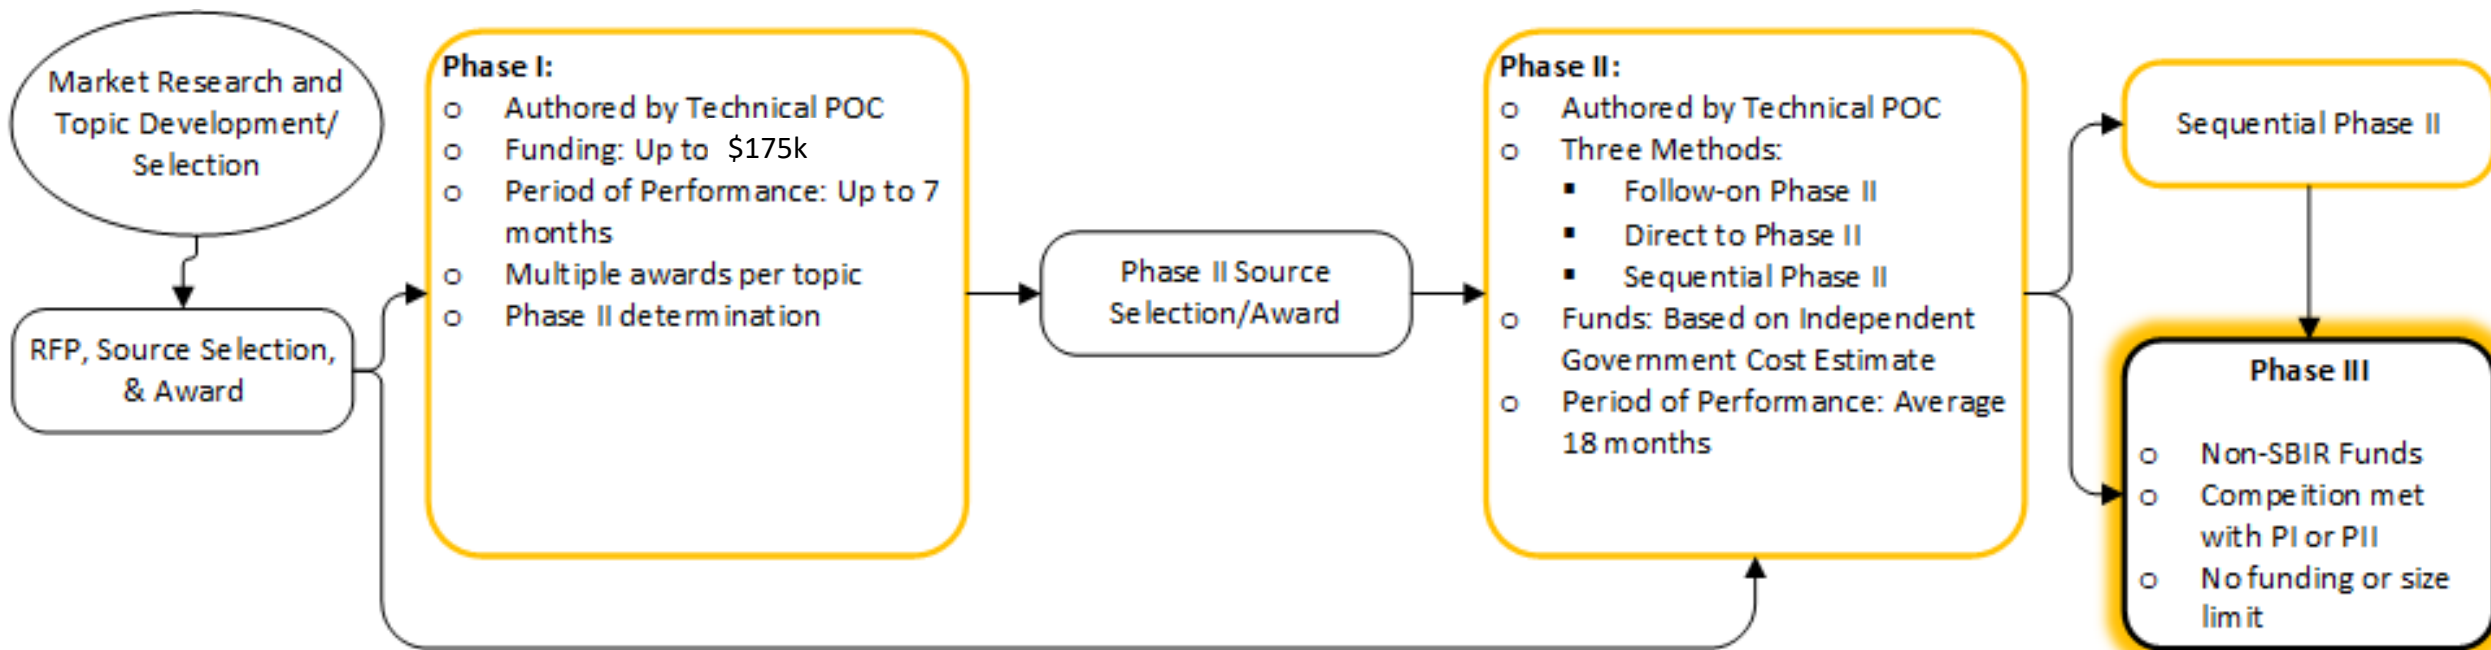 Market Research and
Topic Development/
Selection
RFP, Source Selection,
& Award
Phase I:
o Authored by Technical POC
o Funding: Up to $175k
o Period of Performance: Up to 7
months
o Multiple awards per topic
o Phase II determination
Phase II Source
Selection/Award
Phase II:
o Authored by Technical POC
o Three Methods:
▪ Follow-on Phase II
▪ Direct to Phase II
▪ Sequential Phase II
o Funds: Based on Independent
Government Cost Estimate
o Period of Performance: Average
18 months
Sequential Phase II
Phase III
o Non-SBIR Funds
o Compeition met
with PI or PII
o No funding or size
limit